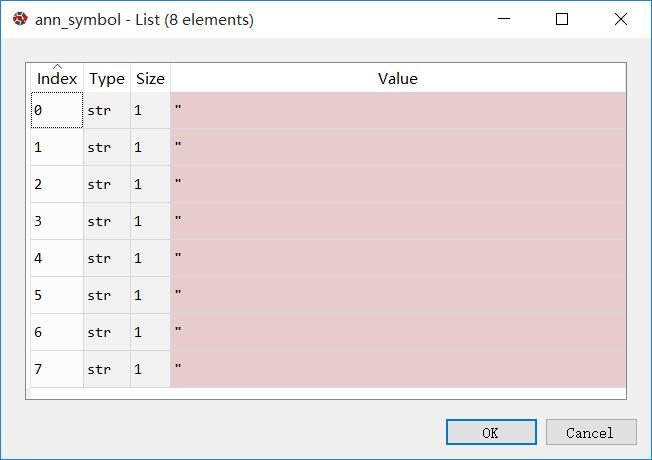 ann_symbol - List (8 elements)
Index Type Size Value
0 str 1 "
1 str 1 "
2 str 1 "
3 str 1 "
4 str 1 "
5 str 1 "
6 str 1 "
7 str 1 "
OK Cancel